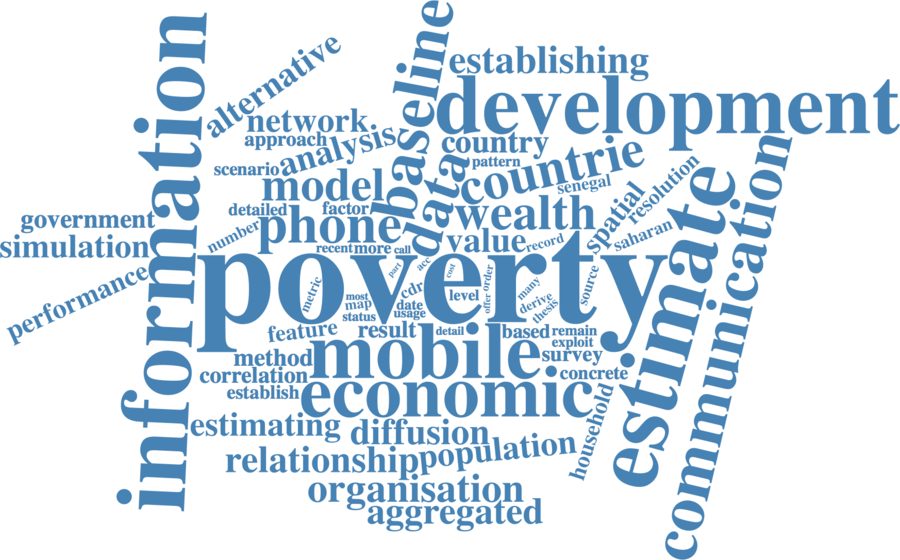 information
alternative
baseline
establishing
development
network
approach
analysis
country
pattern
countrie
communication
scenario
model
data
senegal
spatial
resolution
estimate
detailed
factor
wealth
government
phone
number
simulation
recent
more
call
value
record
saharan
performance
poverty
part
acc
cost
order
metric
cdr
level
offer
many
source
most
map
date
derive
status
usage
thesis
feature
result
detail
based
remain
exploit
mobile
method
survey
correlation
concrete
establish
economic
household
estimating
diffusion
relationship
population
organisation
aggregated